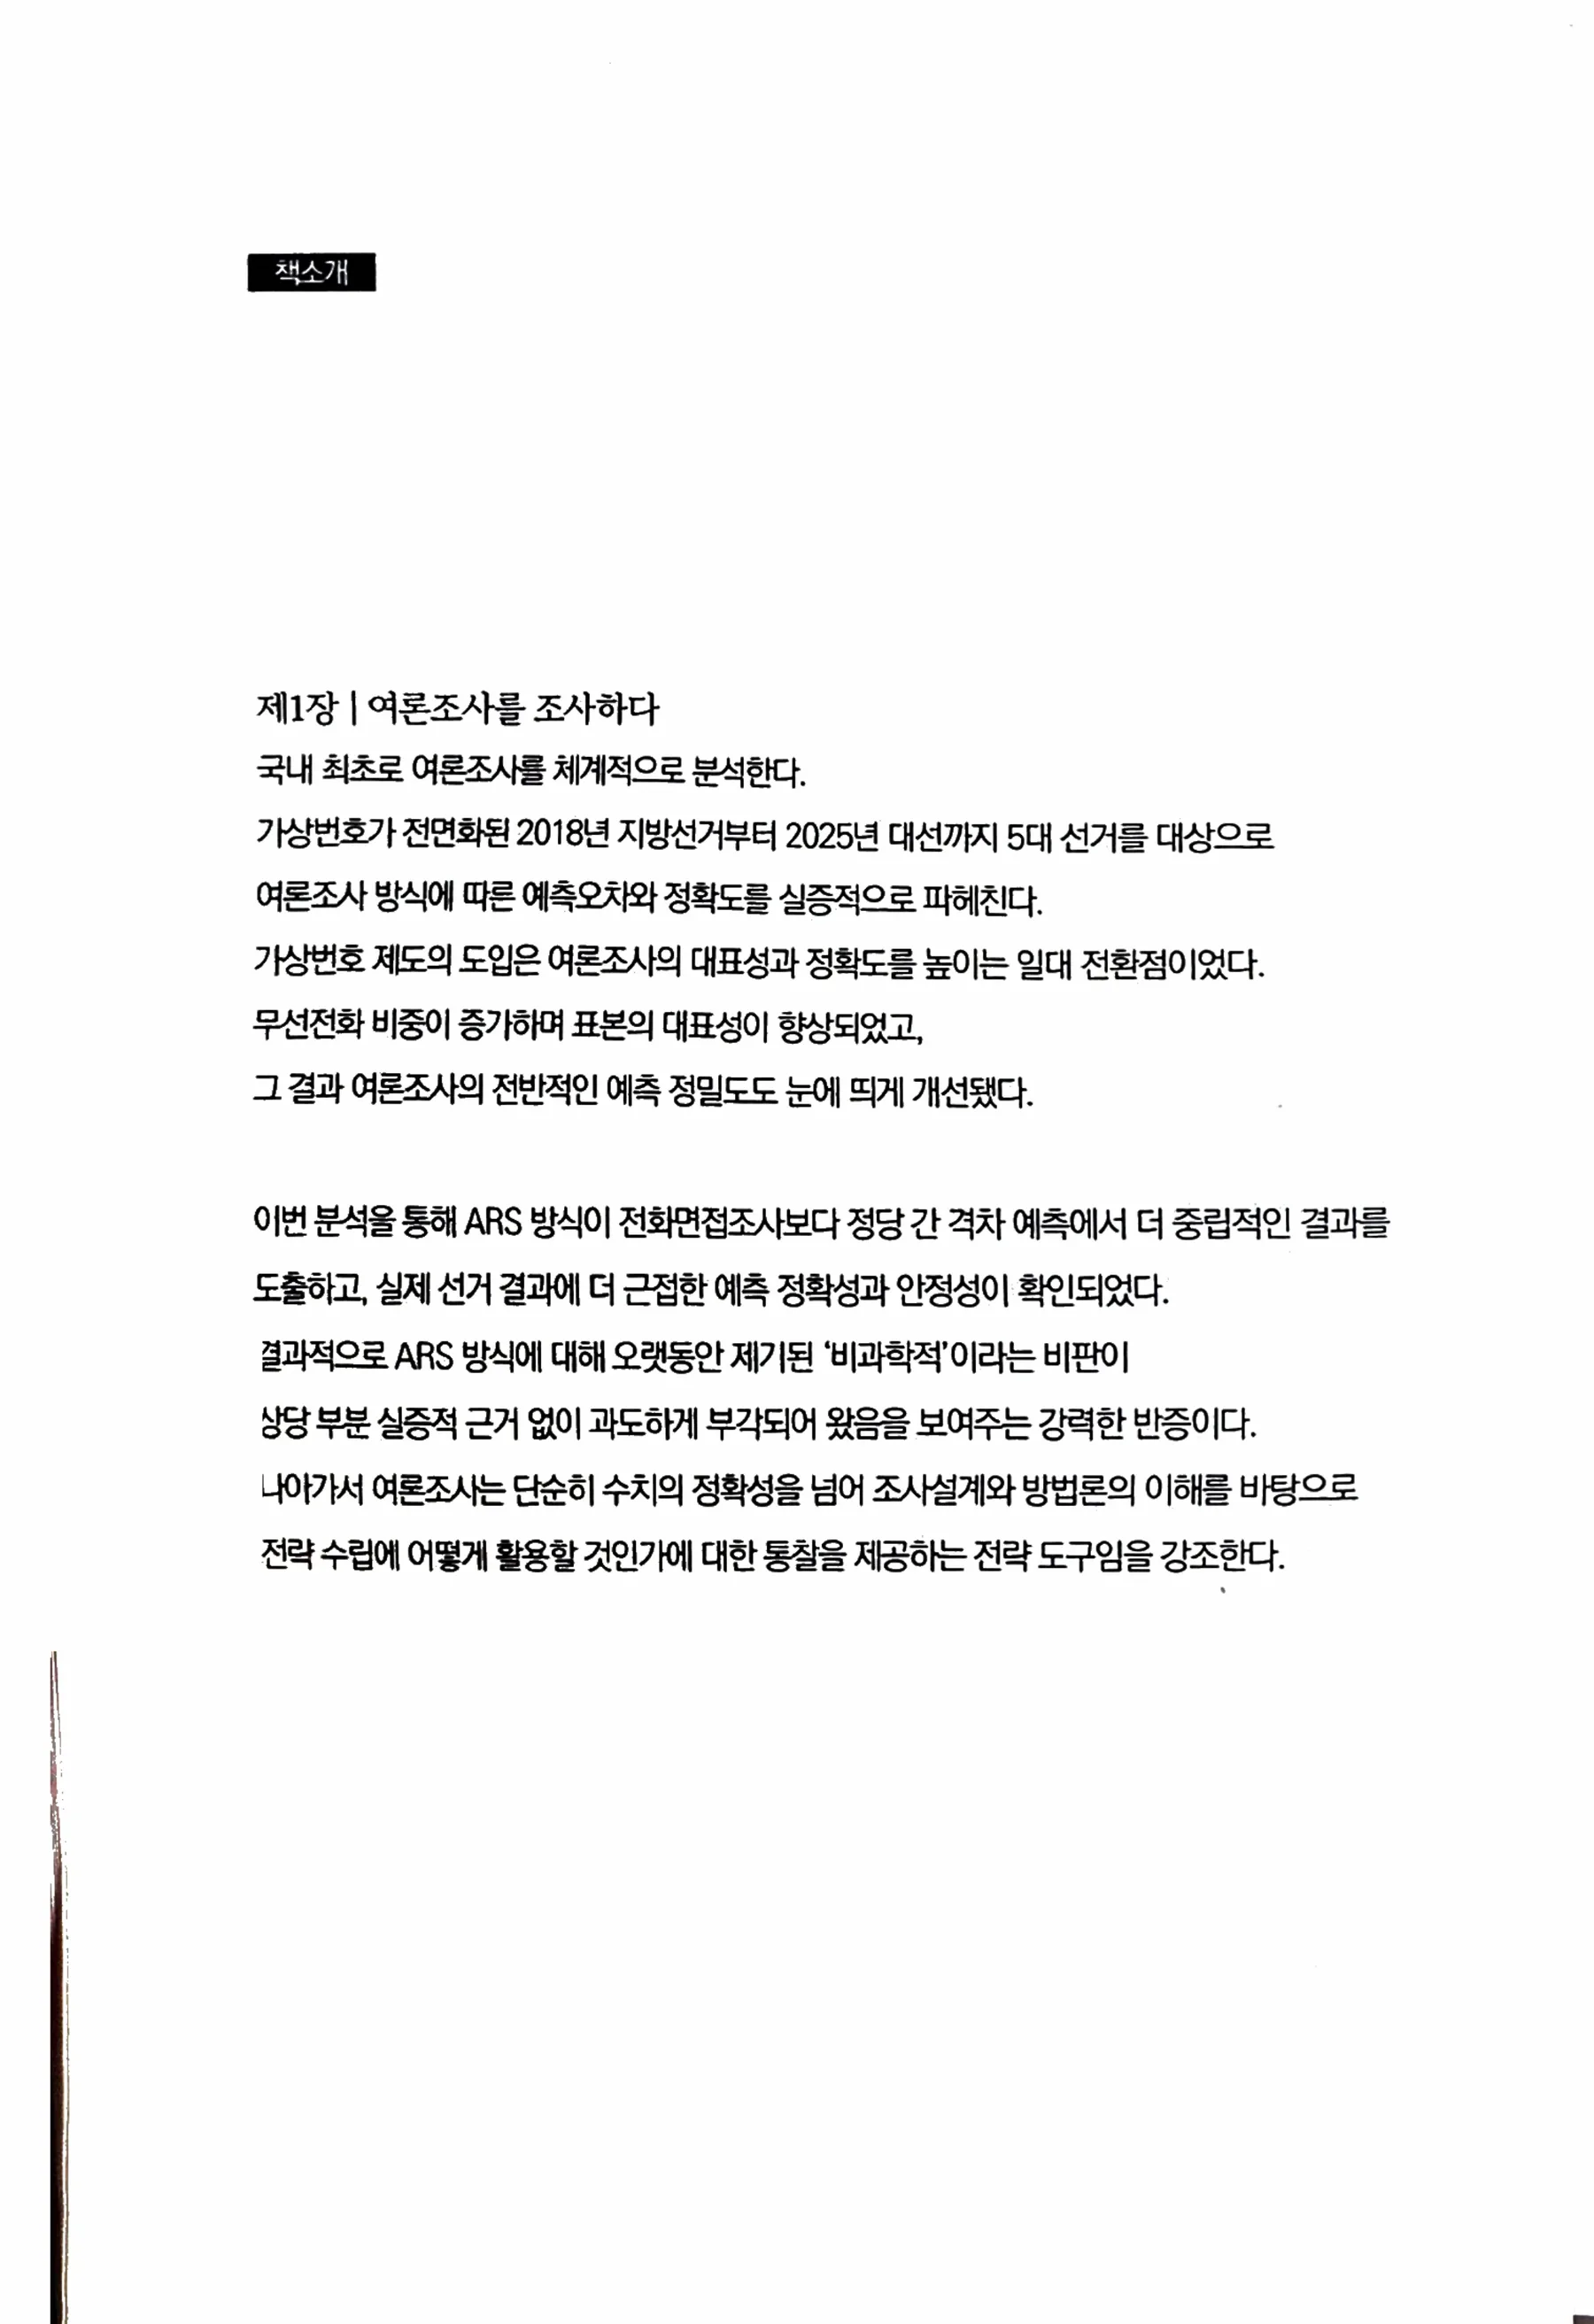 책소개
제1장 | 여론조사를 조사하다
국내 최초로 여론조사를 체계적으로 분석한다.
가상번호가 전면화된 2018년 지방선거부터 2025년 대선까지 5대 선거를 대상으로
여론조사 방식에 따른 예측오차와 정확도를 실증적으로 파헤친다.
가상번호 제도의 도입은 여론조사의 대표성과 정확도를 높이는 일대 전환점이었다.
무선전화 비중이 증가하며 표본의 대표성이 향상되었고,
그 결과 여론조사의 전반적인 예측 정밀도도 눈에 띄게 개선됐다.
이번 분석을 통해 ARS 방식이 전화면접조사보다 정당 간 격차 예측에서 더 중립적인 결과를
도출하고, 실제 선거 결과에 더 근접한 예측 정확성과 안정성이 확인되었다.
결과적으로 ARS 방식에 대해 오랫동안 제기된 ‘비과학적’이라는 비판이
상당 부분 실증적 근거 없이 과도하게 부각되어 왔음을 보여주는 강력한 반증이다.
나아가서 여론조사는 단순히 수치의 정확성을 넘어 조사설계와 방법론의 이해를 바탕으로
전략 수립에 어떻게 활용할 것인가에 대한 통찰을 제공하는 전략 도구임을 강조한다.